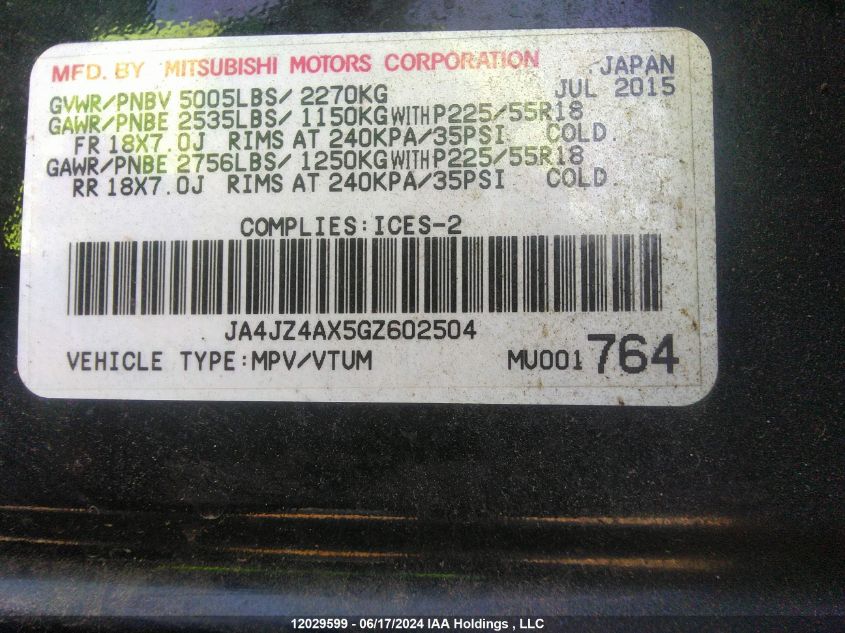 MFD. BY MITSUBISHI MOTORS CORPORATION JAPAN
GVWR/PNBV 5005LBS/ 2270KG JUL 2015
GAWR/PNBE 2535LBS/ 1150KG WITH P225/55R18
FR 18X7.0J RIMS AT 240KPA/35PSI COLD
GAWR/PNBE 2756LBS/ 1250KG WITH P225/55R18
RR 18X7.0J RIMS AT 240KPA/35PSI COLD
COMPLIES:ICES-2
JA4JZ4AX5GZ602504
VEHICLE TYPE:MPV/VTUM MU001 764
12029599 - 06/17/2024 IAA Holdings , LLC